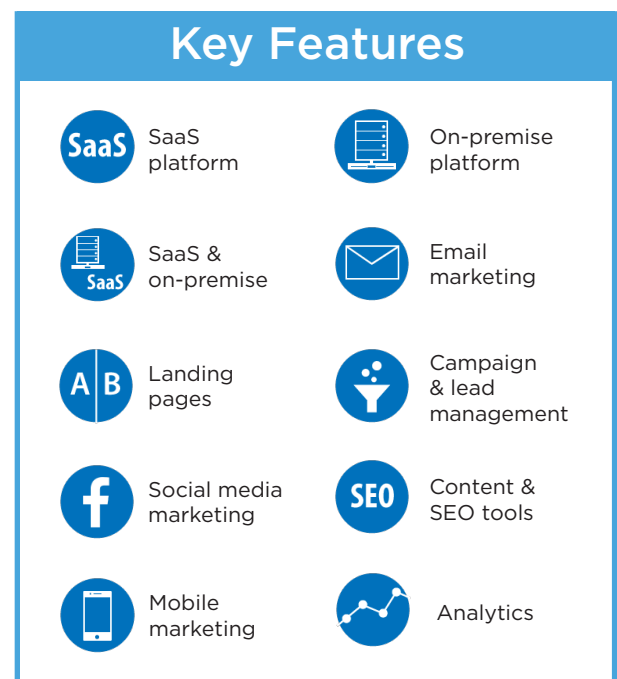 Key Features
SaaS
SaaS
platform
On-premise
platform
SaaS
SaaS &
on-premise
Email
marketing
A B
Landing
pages
Campaign
& lead
management
f
Social media
marketing
SEO
Content &
SEO tools
Mobile
marketing
Analytics